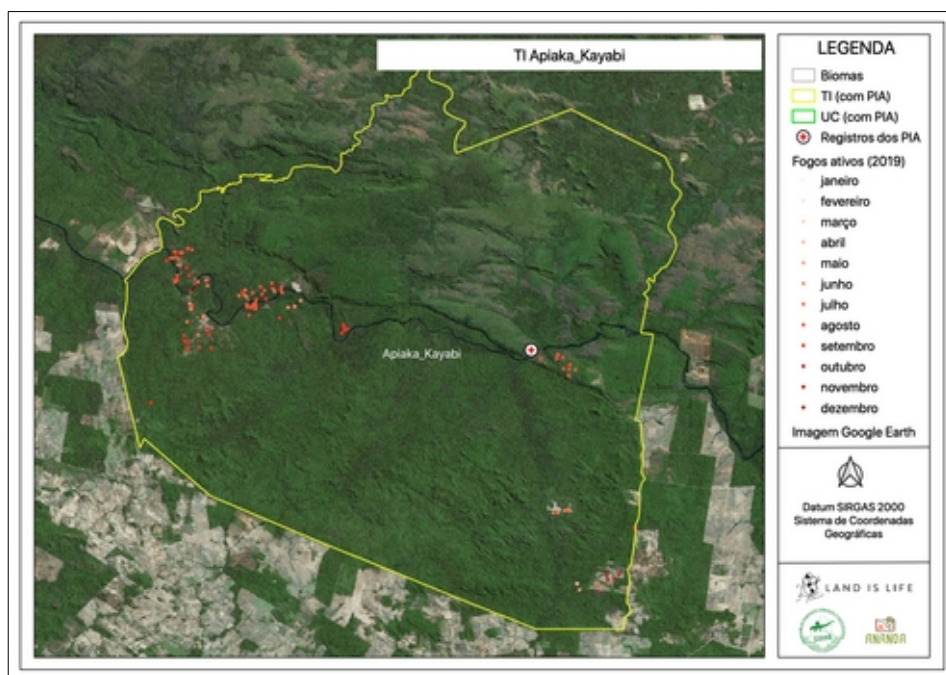 TI Apiaka_Kayabi
Apiaka_Kayabi
LEGENDA
Biomas
TI (com PIA)
UC (com PIA)
Registros dos PIA
Fogos ativos (2019)
janeiro
fevereiro
março
abril
maio
junho
julho
agosto
setembro
outubro
novembro
dezembro
Imagem Google Earth
Datum SIRGAS 2000
Sistema de Coordenadas
Geográficas
LAND IS LIFE
ANANDA